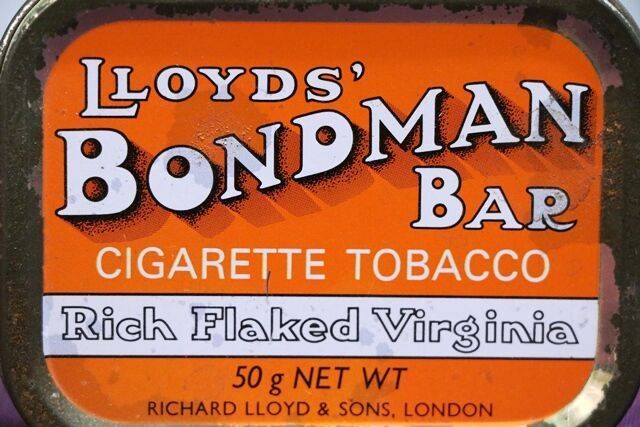 LLOYDS'
BONDMAN
BAR
CIGARETTE TOBACCO
Rich Flaked Virginia
50 g NET WT
RICHARD LLOYD & SONS, LONDON